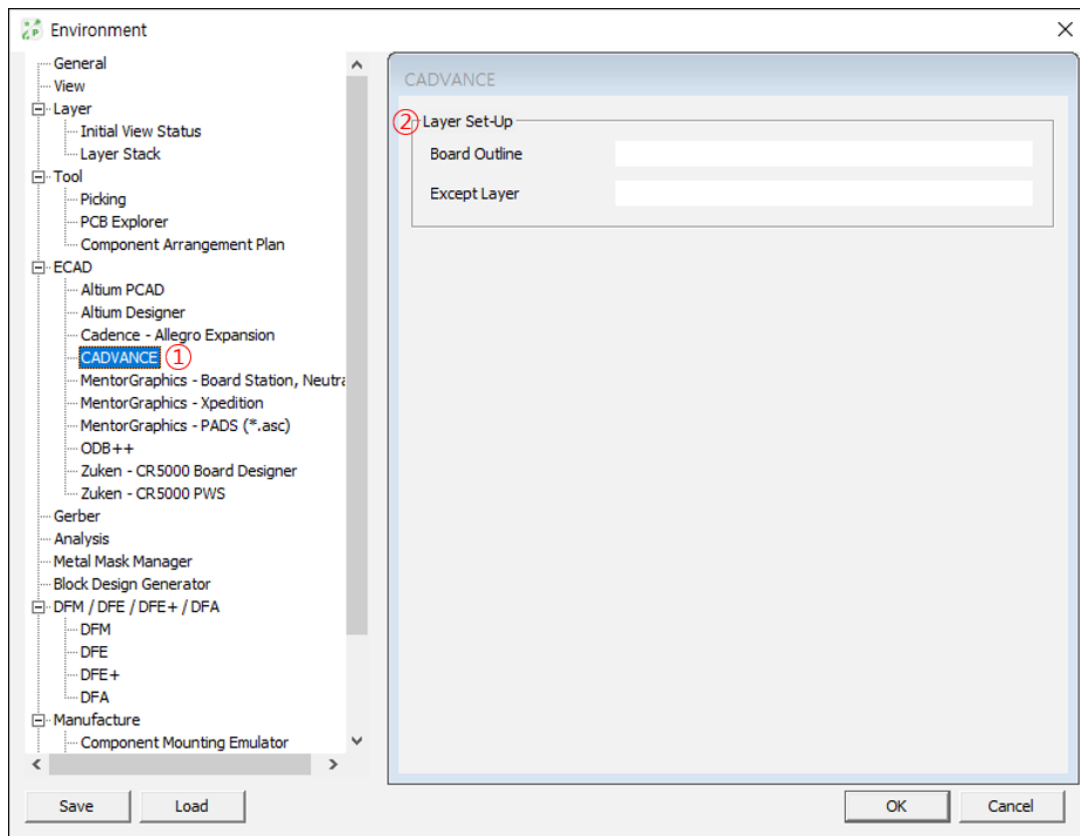 Environment
General
View
Layer
Initial View Status
Layer Stack
Tool
Picking
PCB Explorer
Component Arrangement Plan
ECAD
Altium PCAD
Altium Designer
Cadence - Allegro Expansion
CADVANCE ①
MentorGraphics - Board Station, Neutra
MentorGraphics - Xpedition
MentorGraphics - PADS (*.asc)
ODB++
Zuken - CR5000 Board Designer
Zuken - CR5000 PWS
Gerber
Analysis
Metal Mask Manager
Block Design Generator
DFM / DFE / DFE+ / DFA
DFM
DFE
DFE+
DFA
Manufacture
Component Mounting Emulator
CADVANCE
② Layer Set-Up
Board Outline
Except Layer
Save Load OK Cancel